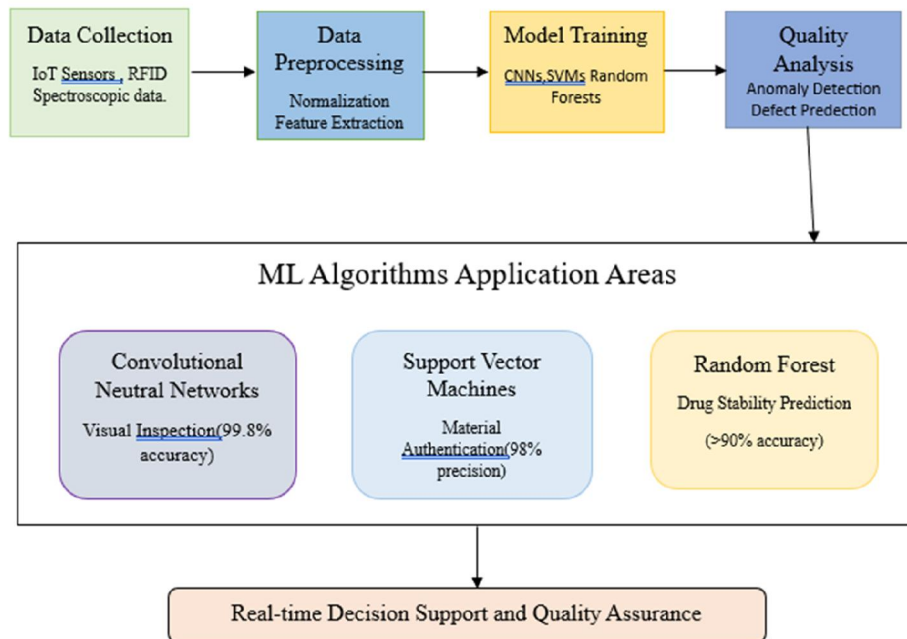 Data Collection
IoT Sensors , RFID
Spectroscopic data.
Data
Preprocessing
Normalization
Feature Extraction
Model Training
CNNs,SVMs Random
Forests
Quality
Analysis
Anomaly Detection
Defect Predection
ML Algorithms Application Areas
Convolutional
Neutral Networks
Visual Inspection(99.8%
accuracy)
Support Vector
Machines
Material
Authentication(98%
precision)
Random Forest
Drug Stability Prediction
(>90% accuracy)
Real-time Decision Support and Quality Assurance